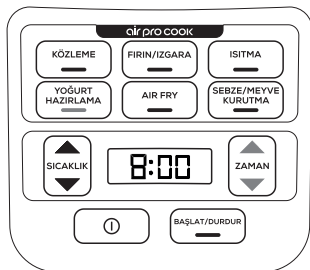 air pro cook
KÖZLEME
FIRIN/IZGARA
ISITMA
YOĞURT
HAZIRLAMA
AIR FRY
SEBZE/MEYVE
KURUTMA
SICAKLIK
8:00
ZAMAN
BAŞLAT/DURDUR